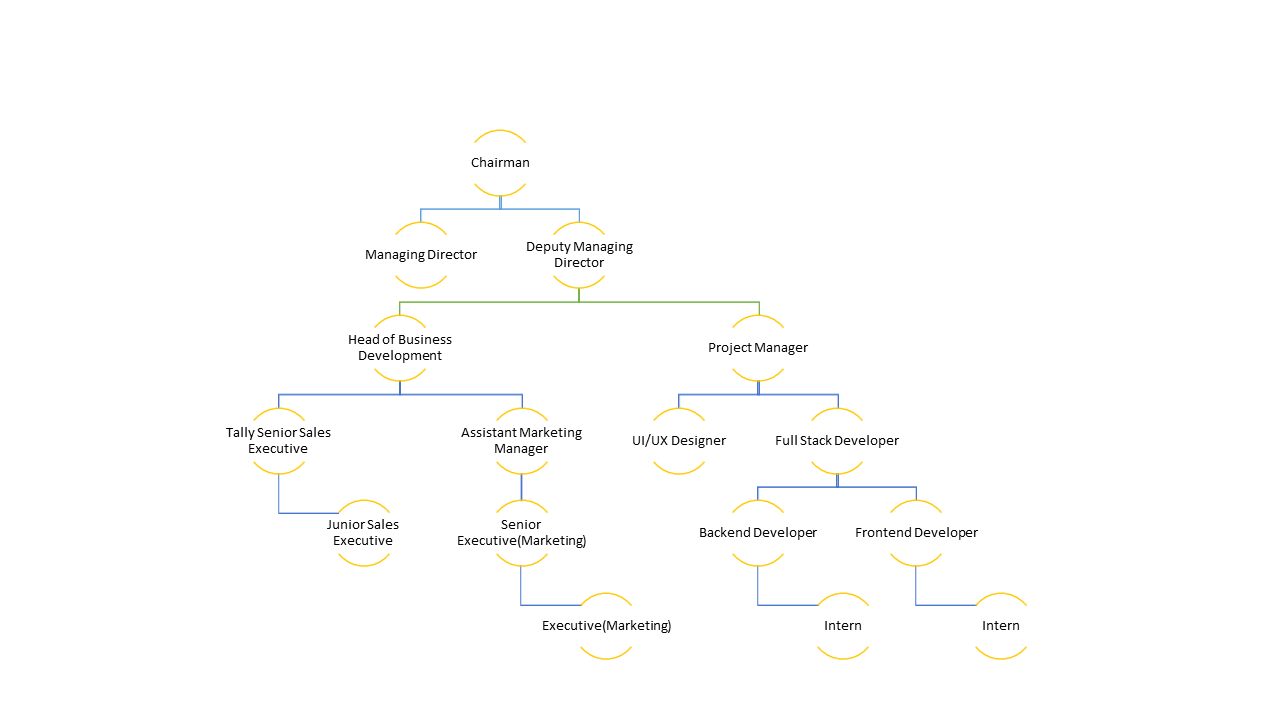 Chairman
Managing Director
Deputy Managing
Director
Head of Business
Development
Project Manager
Tally Senior Sales
Executive
Assistant Marketing
Manager
UI/UX Designer
Full Stack Developer
Junior Sales
Executive
Senior
Executive(Marketing)
Backend Developer
Frontend Developer
Executive(Marketing)
Intern
Intern